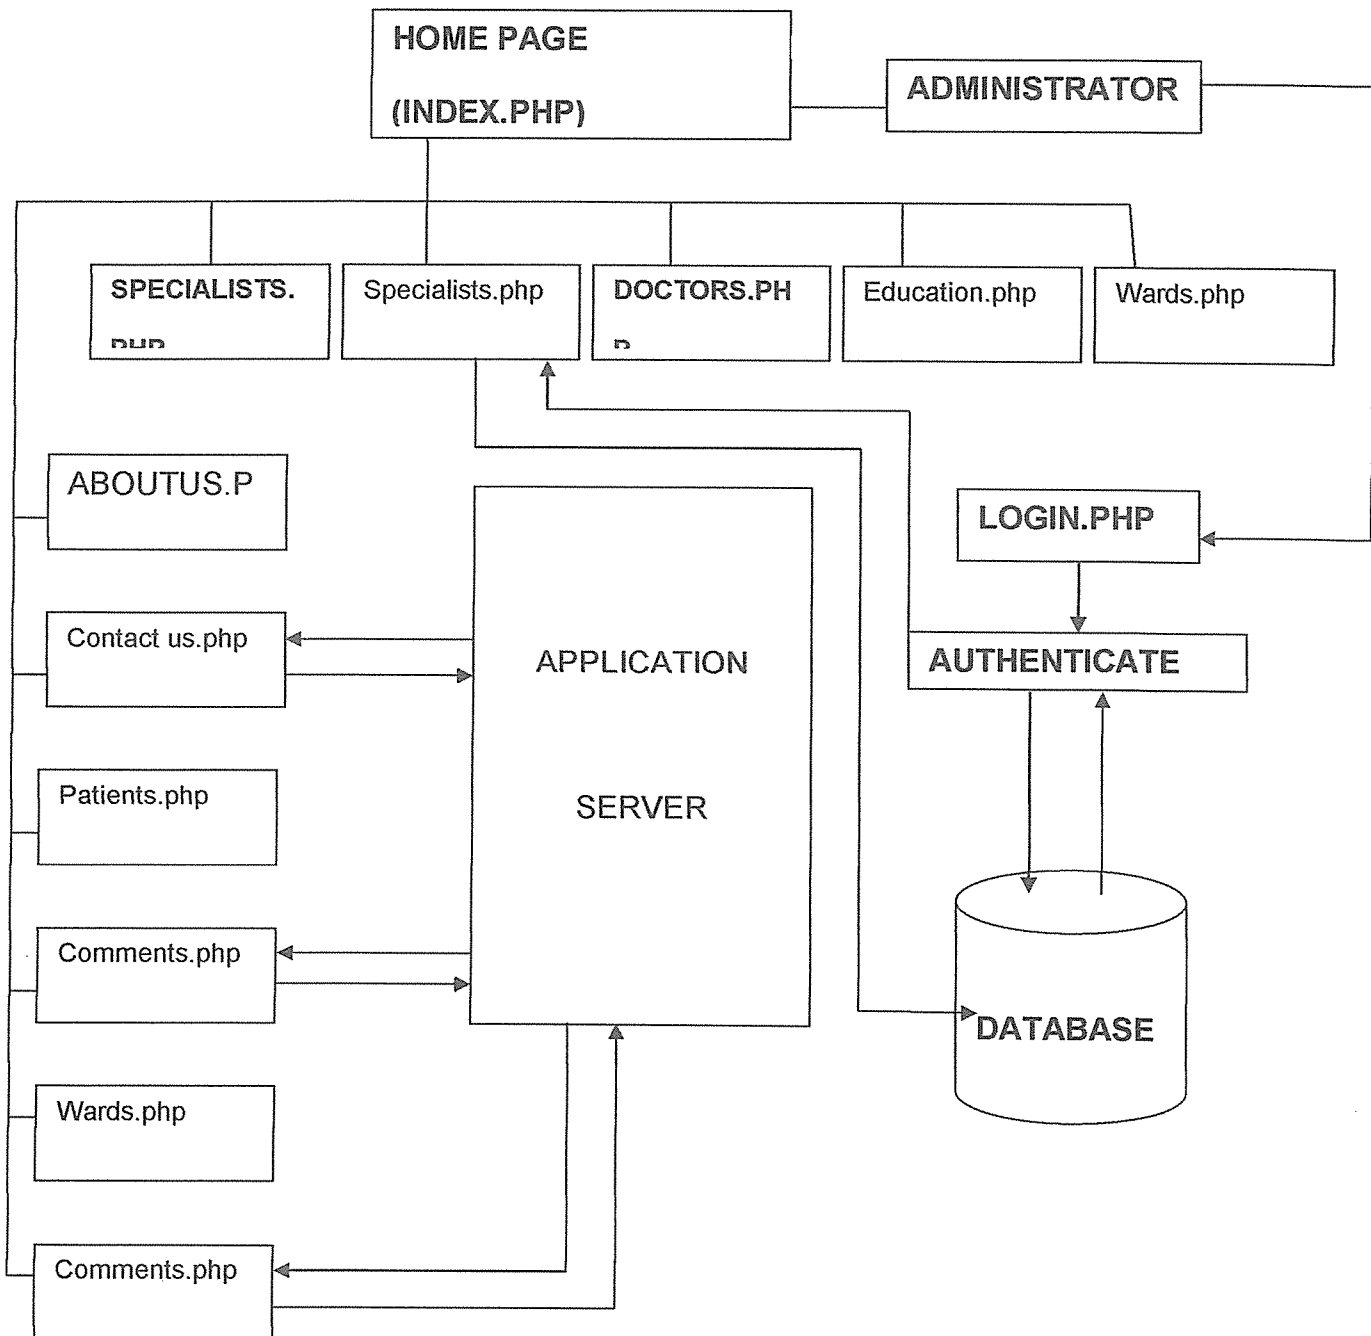 HOME PAGE
(INDEX.PHP)
ADMINISTRATOR
SPECIALISTS.
Specialists.php
DOCTORS.PH
Education.php
Wards.php
ABOUTUS.P
LOGIN.PHP
Contact us.php
APPLICATION
AUTHENTICATE
Patients.php
SERVER
Comments.php
DATABASE
Wards.php
Comments.php